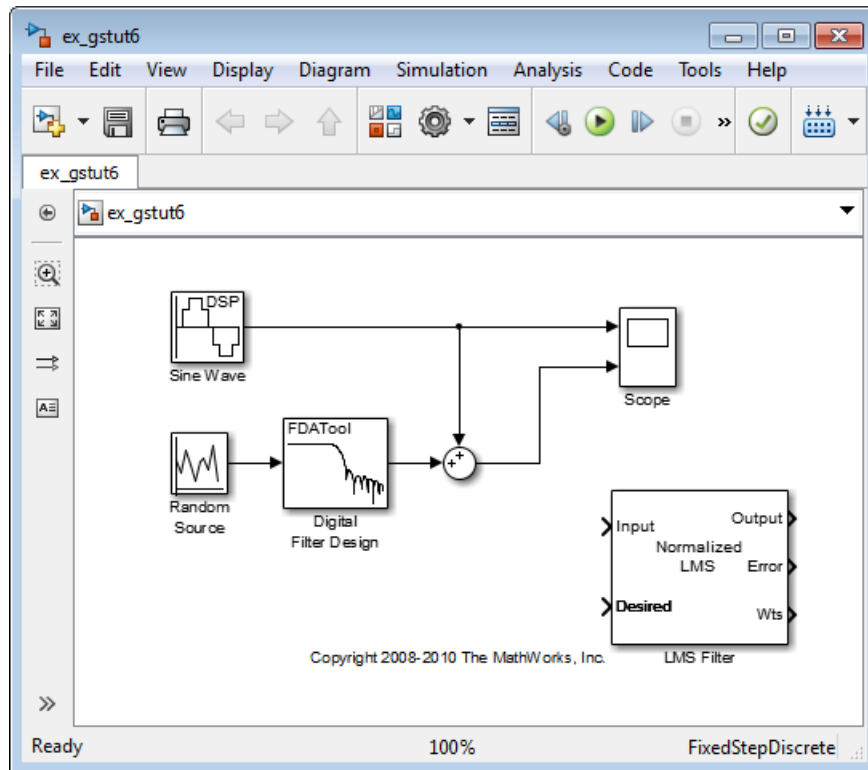 ex_gstut6
File Edit View Display Diagram Simulation Analysis Code Tools Help
ex_gstut6
ex_gstut6
DSP
Sine Wave
Scope
FDATool
Random
Source
Digital
Filter Design
Input
Output
Normalized
LMS
Error
Desired
Wts
Copyright 2008-2010 The MathWorks, Inc.
LMS Filter
Ready 100% FixedStepDiscrete